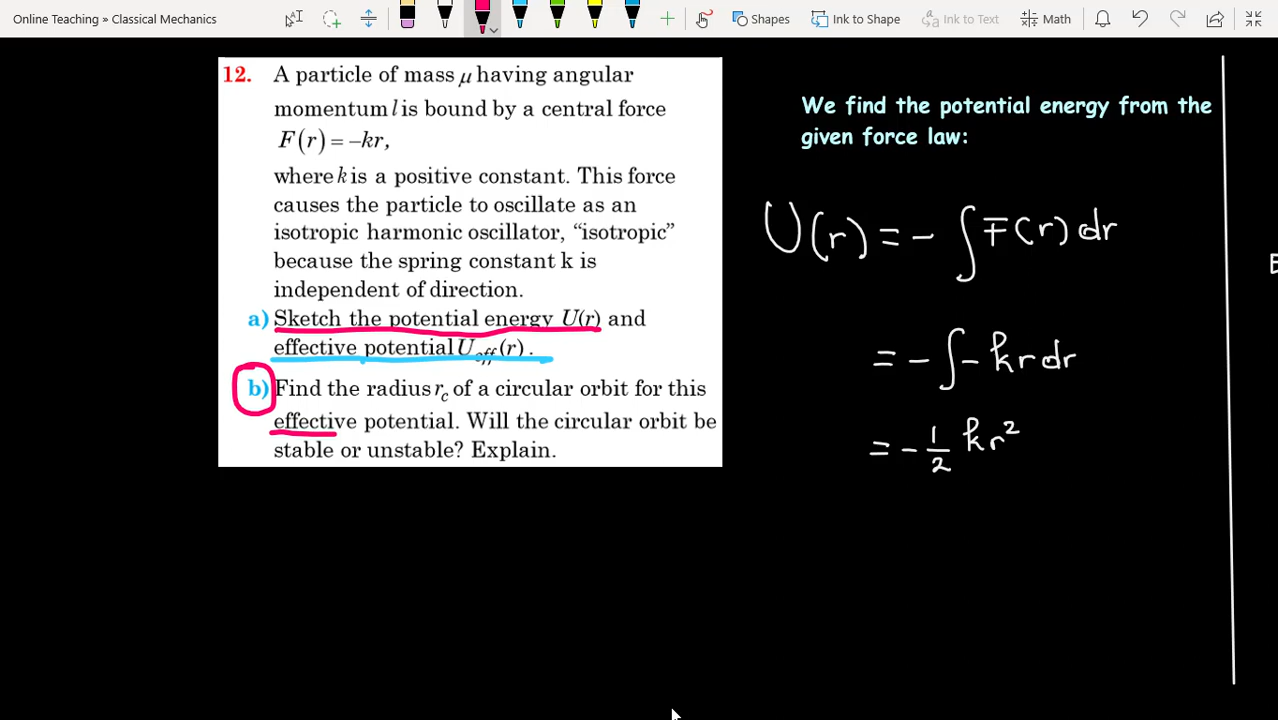 Online Teaching » Classical Mechanics
Shapes
Ink to Shape
Ink to Text
Math
12. A particle of mass μ having angular
momentum l is bound by a central force
F(r) = –kr,
where k is a positive constant. This force
causes the particle to oscillate as an
isotropic harmonic oscillator, “isotropic”
because the spring constant k is
independent of direction.
a) Sketch the potential energy U(r) and
effective potential U_eff(r).
b) Find the radius r_c of a circular orbit for this
effective potential. Will the circular orbit be
stable or unstable? Explain.
We find the potential energy from the
given force law:
U(r) = - ∫ F(r) dr
= - ∫ - kr dr
= - 1/2 kr²